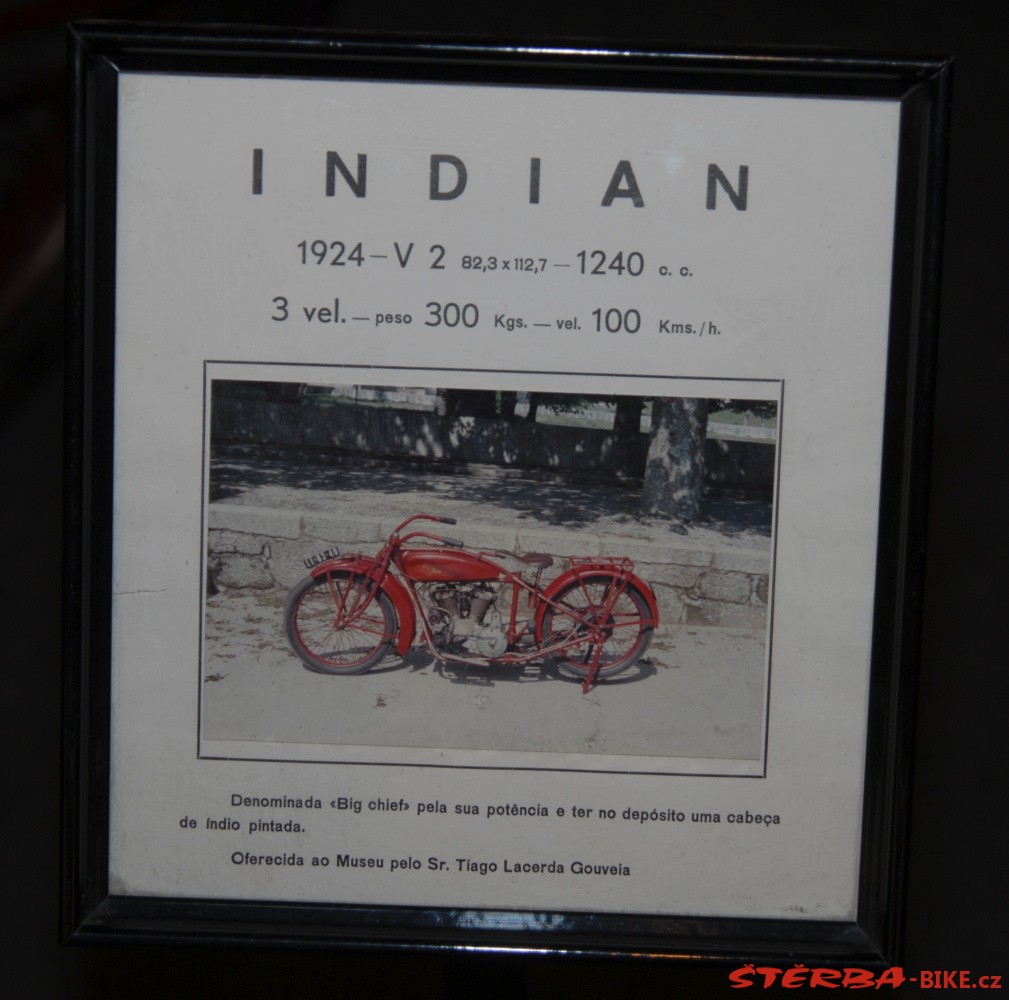 INDIAN
1924 – V 2 82,3 x 112,7 – 1240 c. c.
3 vel. – peso 300 Kgs. – vel. 100 Kms./h.
Denominada «Big chief» pela sua potência e ter no depósito uma cabeça
de índio pintada.
Oferecida ao Museu pelo Sr. Tiago Lacerda Gouveia
ŠTĚRBA-BIKE.cz